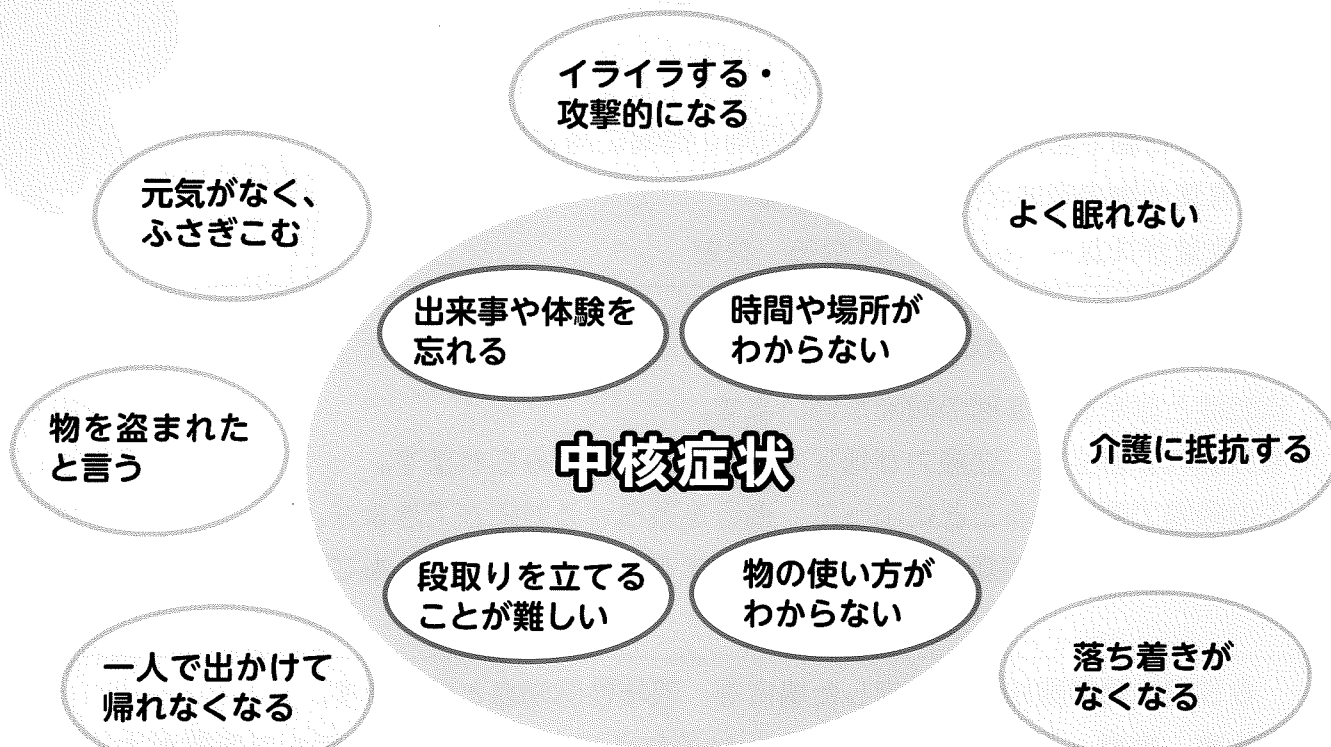 イライラする・
攻撃的になる
元気がなく、
ふさぎこむ
よく眠れない
出来事や体験を
忘れる
時間や場所が
わからない
物を盗まれた
と言う
中核症状
介護に抵抗する
段取りを立てる
ことが難しい
物の使い方が
わからない
一人で出かけて
帰れなくなる
落ち着きが
なくなる